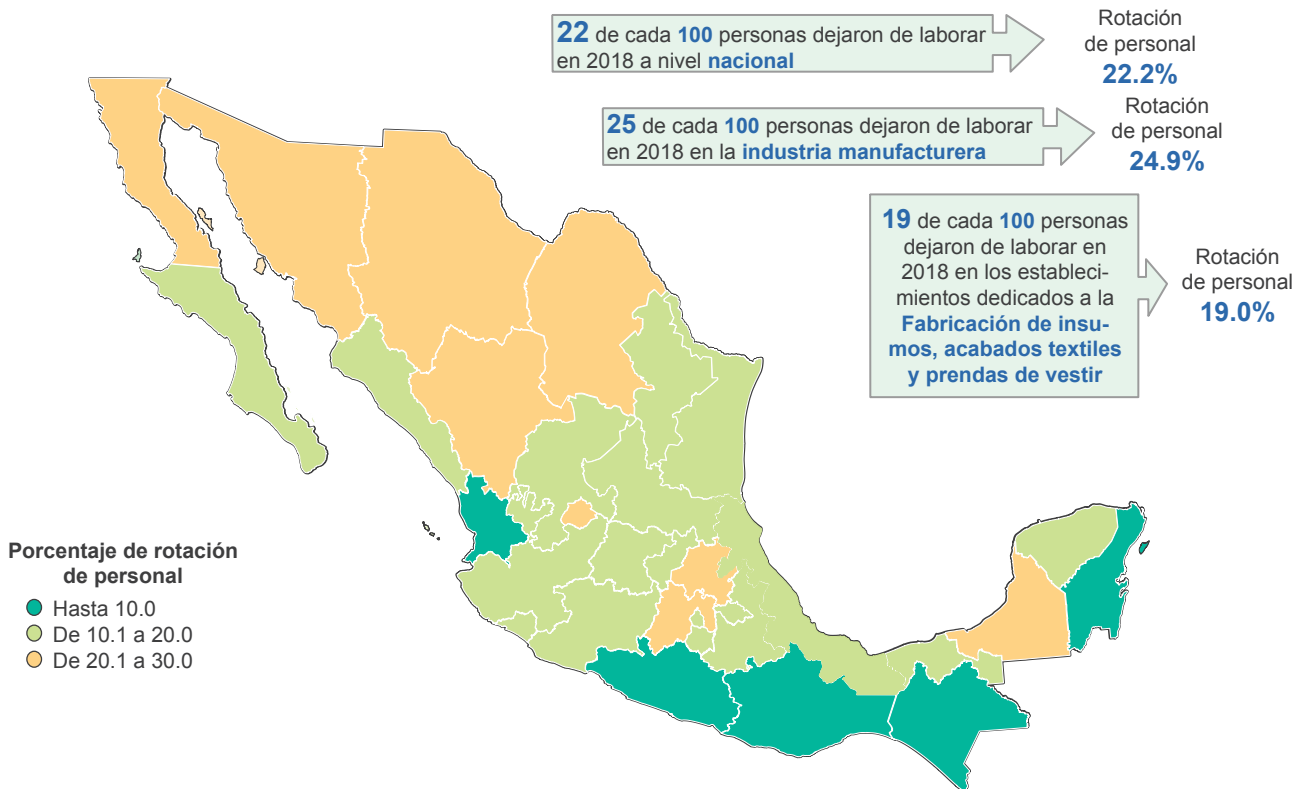 22 de cada 100 personas dejaron de laborar
en 2018 a nivel nacional
Rotación
de personal
22.2%
25 de cada 100 personas dejaron de laborar
en 2018 en la industria manufacturera
Rotación
de personal
24.9%
19 de cada 100 personas
dejaron de laborar en
2018 en los estableci-
mientos dedicados a la
Fabricación de insu-
mos, acabados textiles
y prendas de vestir
Rotación
de personal
19.0%
Porcentaje de rotación
de personal
Hasta 10.0
De 10.1 a 20.0
De 20.1 a 30.0